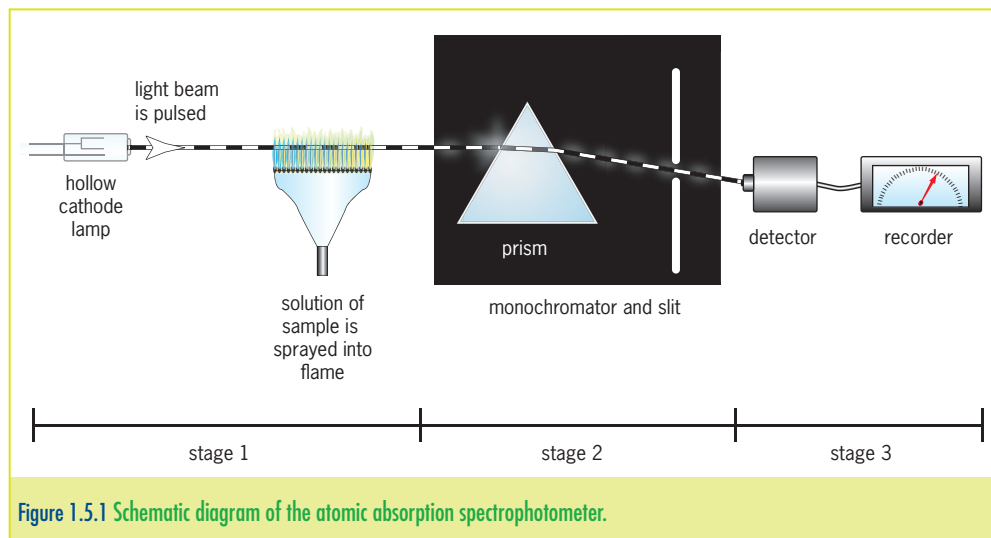 light beam
is pulsed
hollow
cathode
lamp
solution of
sample is
sprayed into
flame
prism
monochromator and slit
detector
recorder
stage 1
stage 2
stage 3
Figure 1.5.1 Schematic diagram of the atomic absorption spectrophotometer.